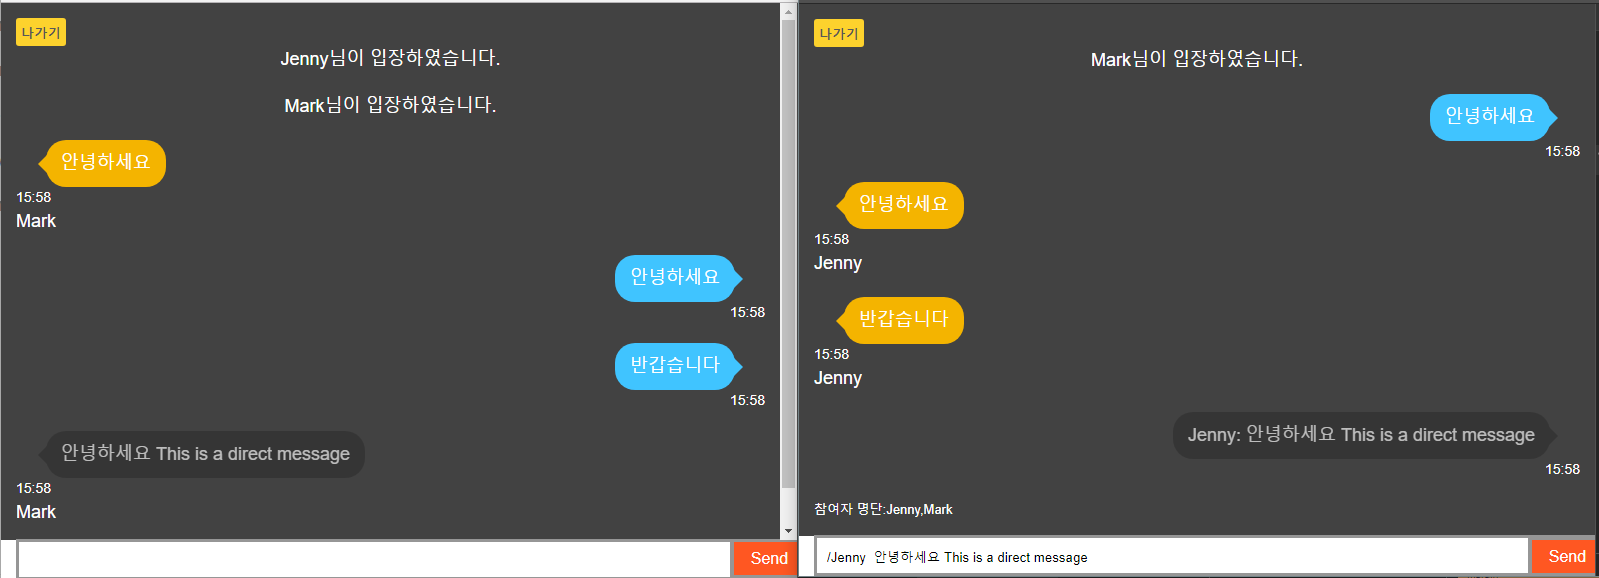 나가기
Jenny님이 입장하였습니다.
Mark님이 입장하였습니다.
안녕하세요
15:58
Mark
안녕하세요
15:58
반갑습니다
15:58
안녕하세요 This is a direct message
15:58
Mark
Send
나가기
Mark님이 입장하였습니다.
안녕하세요
15:58
안녕하세요
15:58
Jenny
반갑습니다
15:58
Jenny
Jenny: 안녕하세요 This is a direct message
15:58
참여자 명단:Jenny,Mark
/Jenny  안녕하세요 This is a direct message
Send